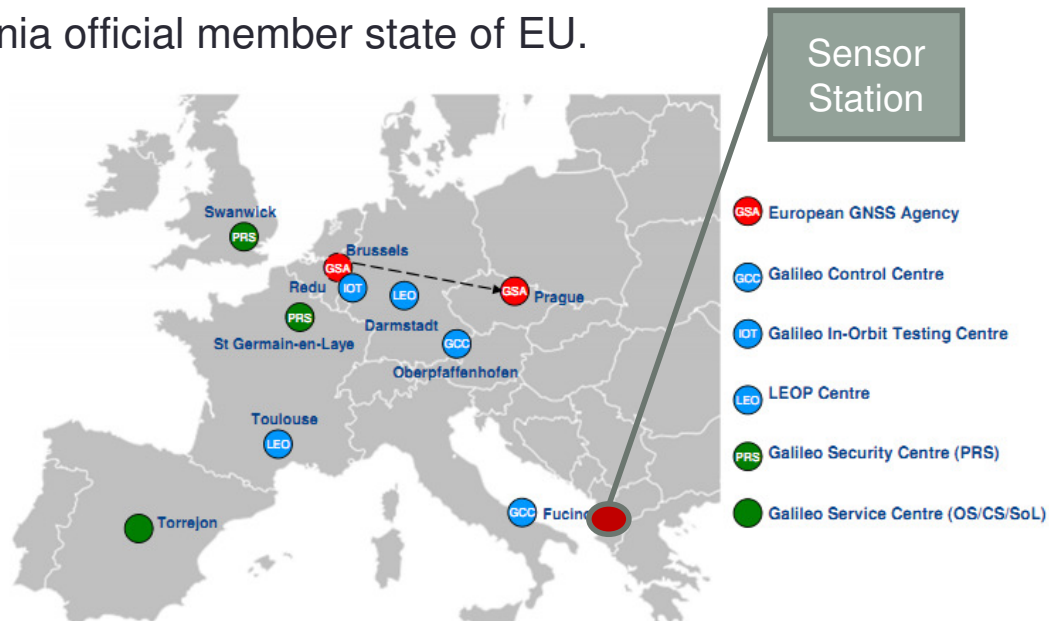 nia official member state of EU.
Sensor
Station
Swanwick
PRS
Brussels
GSA
Redu
IOT
LEO
GSA
Prague
PRS
Darmstadt
St Germain-en-Laye
GCC
Oberpfaffenhofen
Toulouse
LEO
GCC
Fucino
Torrejon
GSA European GNSS Agency
GCC Galileo Control Centre
IOT Galileo In-Orbit Testing Centre
LEO LEOP Centre
PRS Galileo Security Centre (PRS)
Galileo Service Centre (OS/CS/SoL)